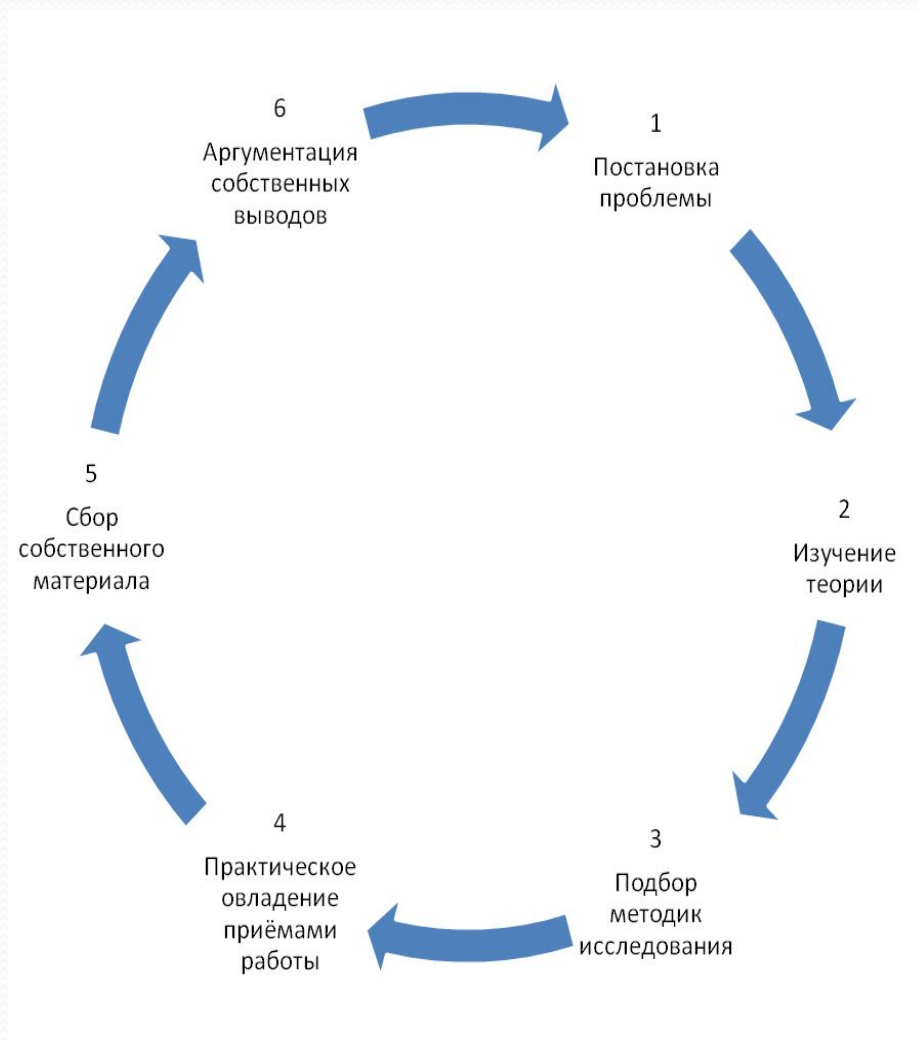 1
Постановка
проблемы
2
Изучение
теории
3
Подбор
методик
исследования
4
Практическое
овладение
приёмами
работы
5
Сбор
собственного
материала
6
Аргументация
собственных
выводов